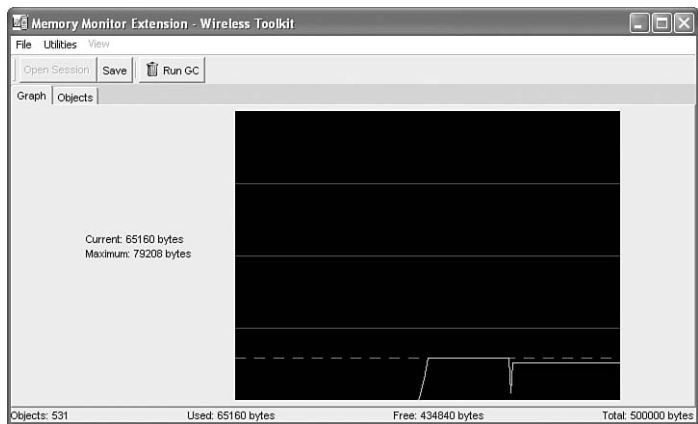 Memory Monitor Extension - Wireless Toolkit
File Utilities View
Open Session Save Run GC
Graph Objects
Current: 65160 bytes
Maximum: 79208 bytes
Objects: 531 Used: 65160 bytes Free: 434840 bytes Total: 500000 bytes